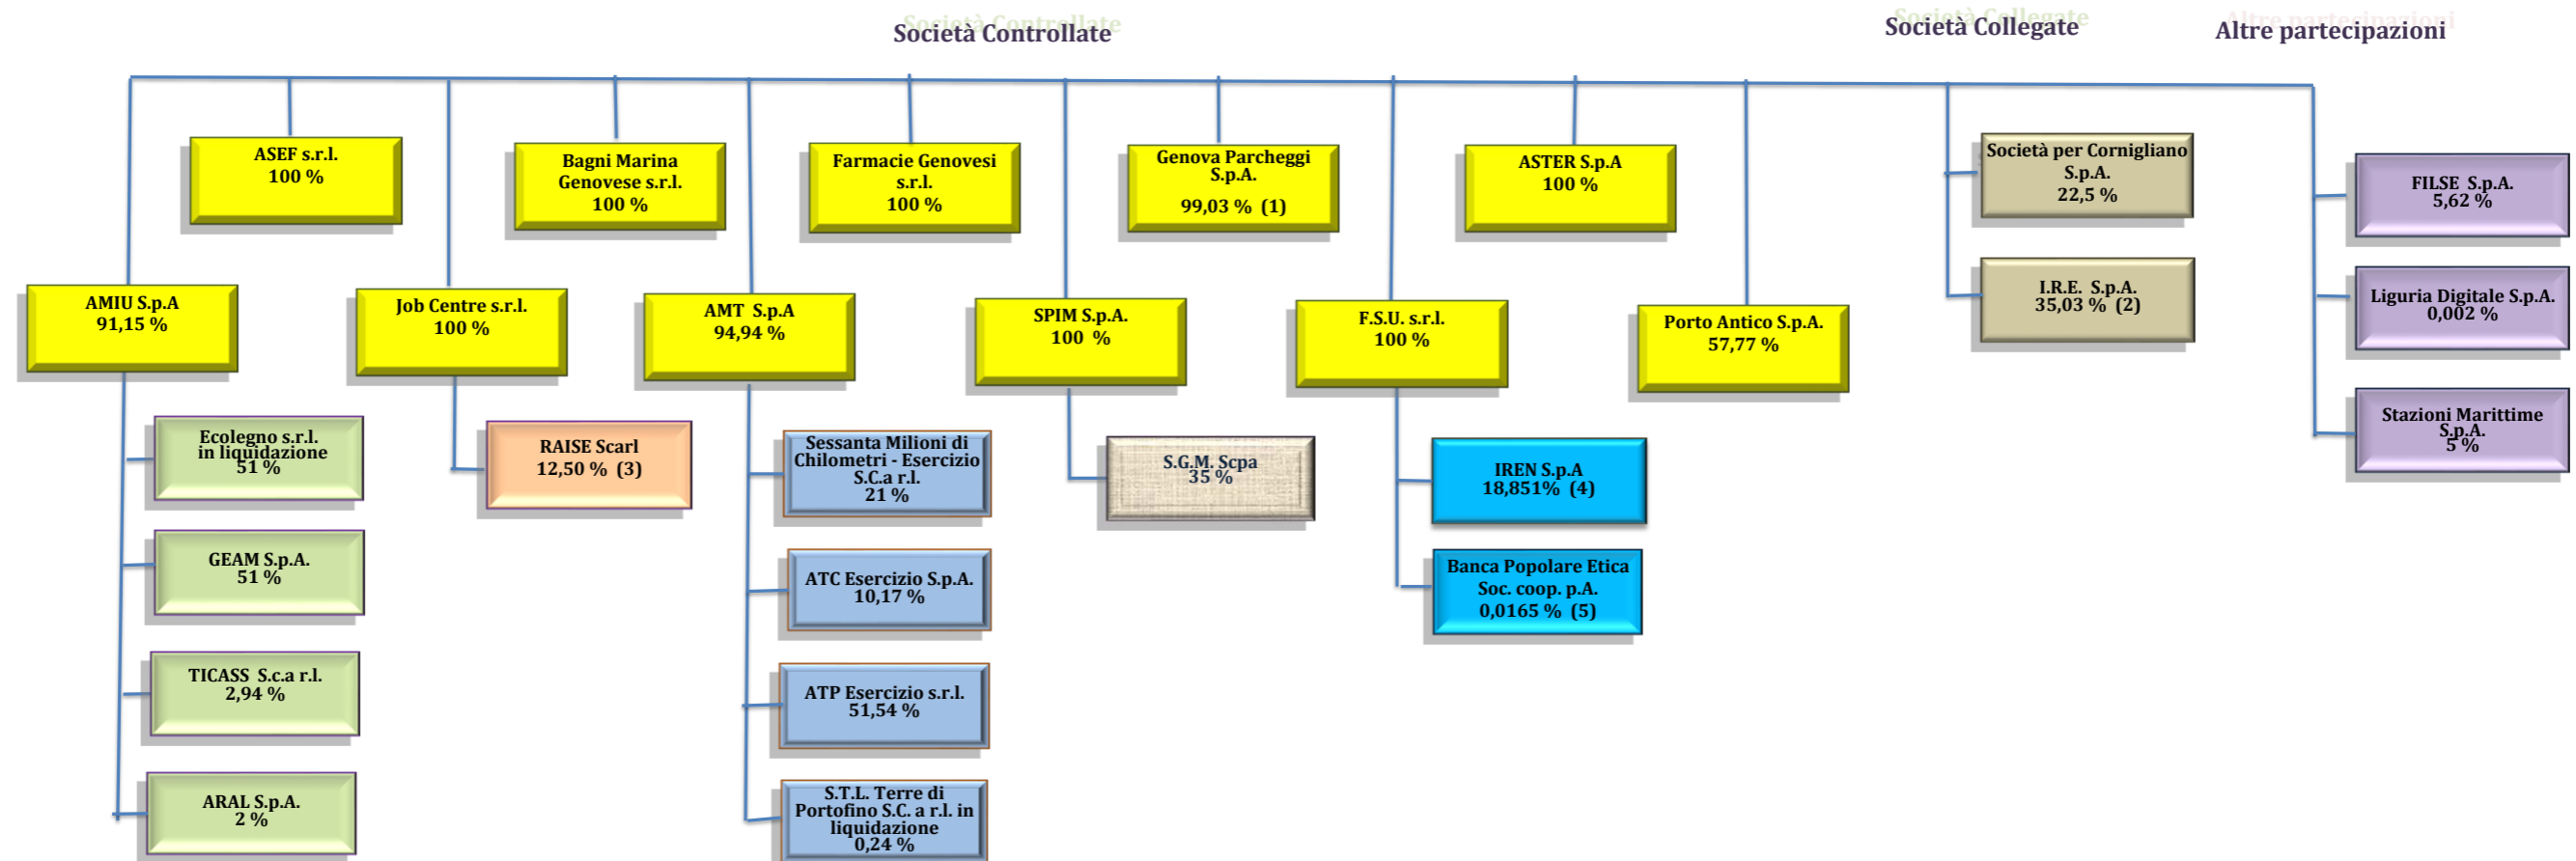 Società Controllate
Società Collegate
Altre partecipazioni
ASEF s.r.l.
100 %
Bagni Marina
Genovese s.r.l.
100 %
Farmacie Genovesi
s.r.l.
100 %
Genova Parcheggi
S.p.A.
99,03 % (1)
ASTER S.p.A
100 %
Società per Cornigliano
S.p.A.
22,5 %
FILSE S.p.A.
5,62 %
AMIU S.p.A
91,15 %
Job Centre s.r.l.
100 %
AMT S.p.A
94,94 %
SPIM S.p.A.
100 %
F.S.U. s.r.l.
100 %
Porto Antico S.p.A.
57,77 %
I.R.E. S.p.A.
35,03 % (2)
Liguria Digitale S.p.A.
0,002 %
Ecolegno s.r.l.
in liquidazione
51 %
RAISE Scarl
12,50 % (3)
Sessanta Milioni di
Chilometri - Esercizio
S.C.a r.l.
21 %
S.G.M. Scpa
35 %
IREN S.p.A
18,851% (4)
Stazioni Marittime
S.p.A.
5 %
GEAM S.p.A.
51 %
ATC Esercizio S.p.A.
10,17 %
Banca Popolare Etica
Soc. coop. p.A.
0,0165 % (5)
TICASS S.c.a r.l.
2,94 %
ATP Esercizio s.r.l.
51,54 %
ARAL S.p.A.
2 %
S.T.L. Terre di
Portofino S.C. a r.l. in
liquidazione
0,24 %